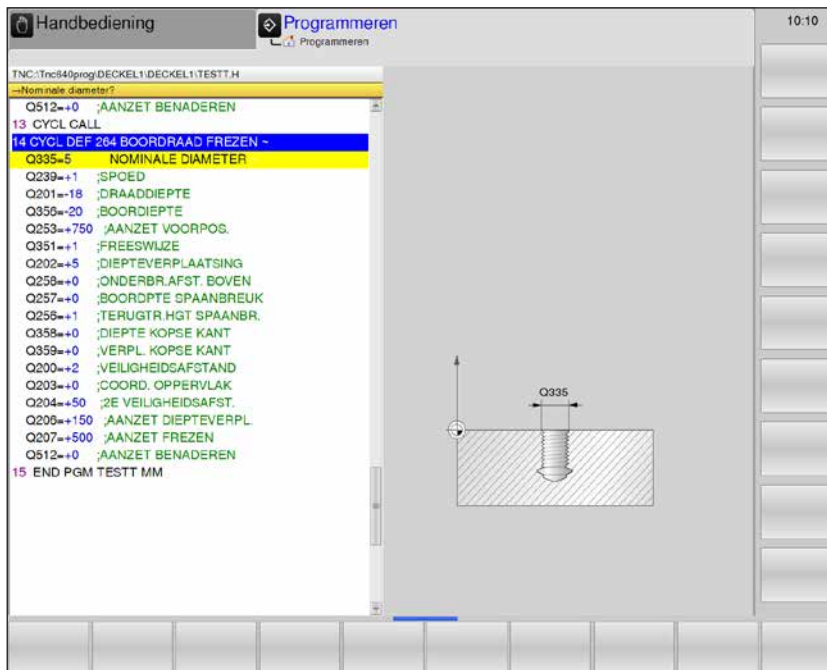 Handbediening
Programmeren
Programmeren
10:10
TNC:\Tnc640prog\DECKEL1\DECKEL1\TESTT.H
→Nominale diameter?
Q512=+0 ;AANZET BENADEREN
13 CYCL CALL
14 CYCL DEF 264 BOORDRAAD FREZEN ~
Q335=5 NOMINALE DIAMETER
Q239=+1 ;SPOED
Q201=-18 ;DRAADDIEPTE
Q356=-20 ;BOORDIEPTE
Q253=+750 ;AANZET VOORPOS.
Q351=+1 ;FREESWIJZE
Q202=+5 ;DIEPTEVERPLAATSING
Q258=+0 ;ONDERBR.AFST. BOVEN
Q257=+0 ;BOORDPTE SPAANBREUK
Q256=+1 ;TERUGTR.HGT SPAANBR.
Q358=+0 ;DIEPTE KOPSE KANT
Q359=+0 ;VERPL. KOPSE KANT
Q200=+2 ;VEILIGHEIDSAFSTAND
Q203=+0 ;COORD. OPPERVLAK
Q204=+50 ;2E VEILIGHEIDSAFST.
Q206=+150 ;AANZET DIEPTEVERPL.
Q207=+500 ;AANZET FREZEN
Q512=+0 ;AANZET BENADEREN
15 END PGM TESTT MM
Q335